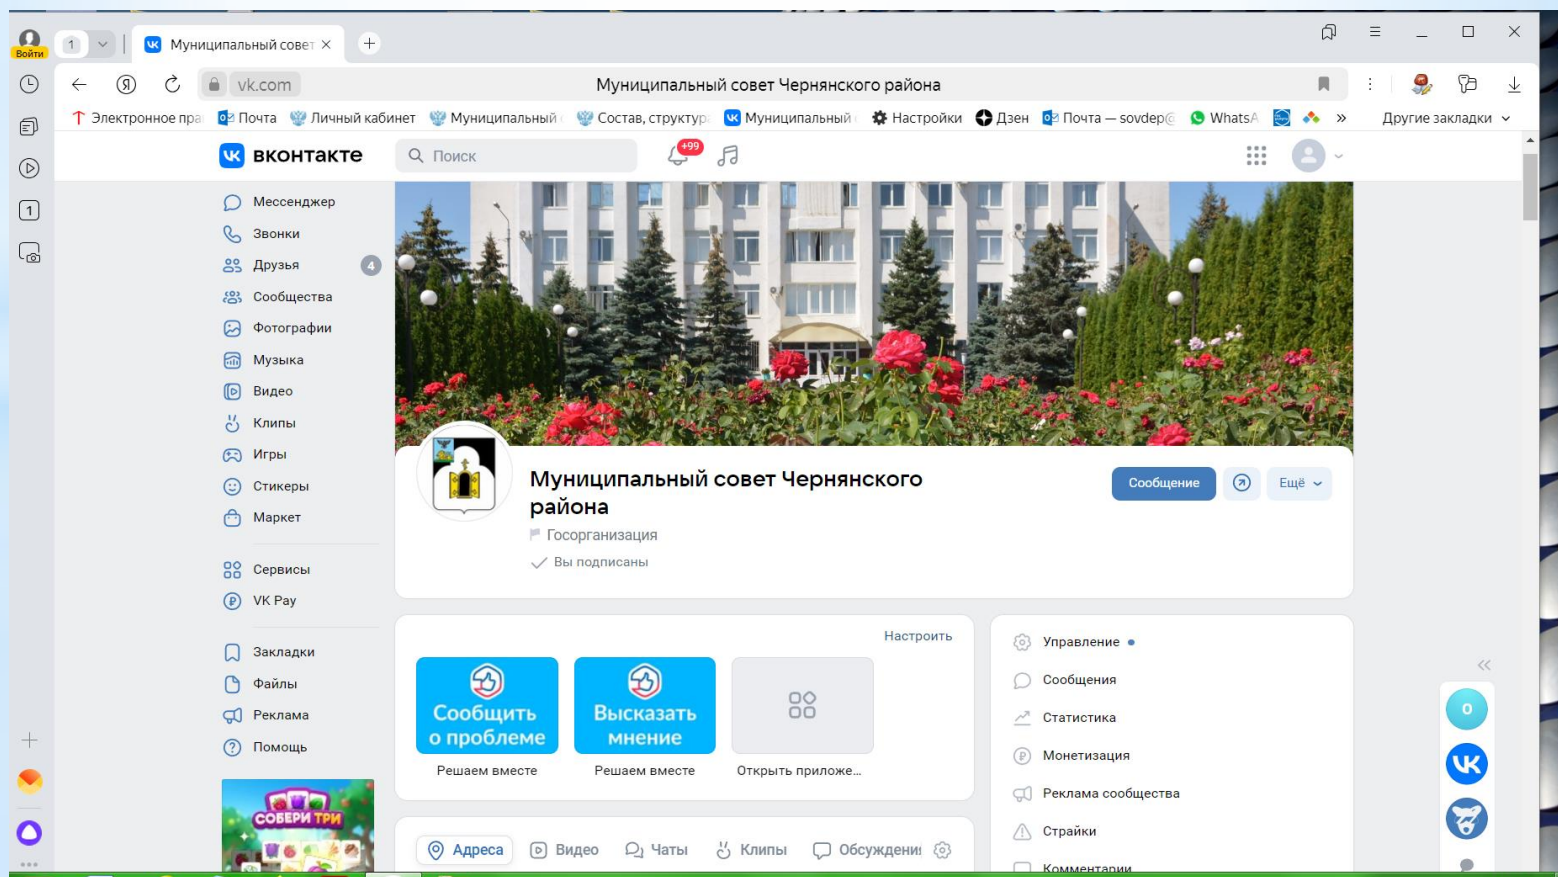 Войти
1
Муниципальный совет
vk.com
Муниципальный совет Чернянского района
Электронное пра
Почта
Личный кабинет
Муниципальный
Состав, структур
Муниципальный
Настройки
Дзен
Почта — sovdep@
WhatsA
Другие закладки
1
вконтакте
Поиск
+99
Мессенджер
Звонки
Друзья
4
Сообщества
Фотографии
Музыка
Видео
Клипы
Игры
Стикеры
Маркет
Сервисы
VK Pay
Закладки
Файлы
Реклама
Помощь
СОБЕРИ ТРИ
Муниципальный совет Чернянского
района
Госорганизация
Вы подписаны
Сообщение
Ещё
Настроить
Сообщить
о проблеме
Решаем вместе
Высказать
мнение
Решаем вместе
Открыть приложе...
Адреса
Видео
Чаты
Клипы
Обсуждени
Управление
Сообщения
Статистика
Монетизация
Реклама сообщества
Страйки
Комментарии
0